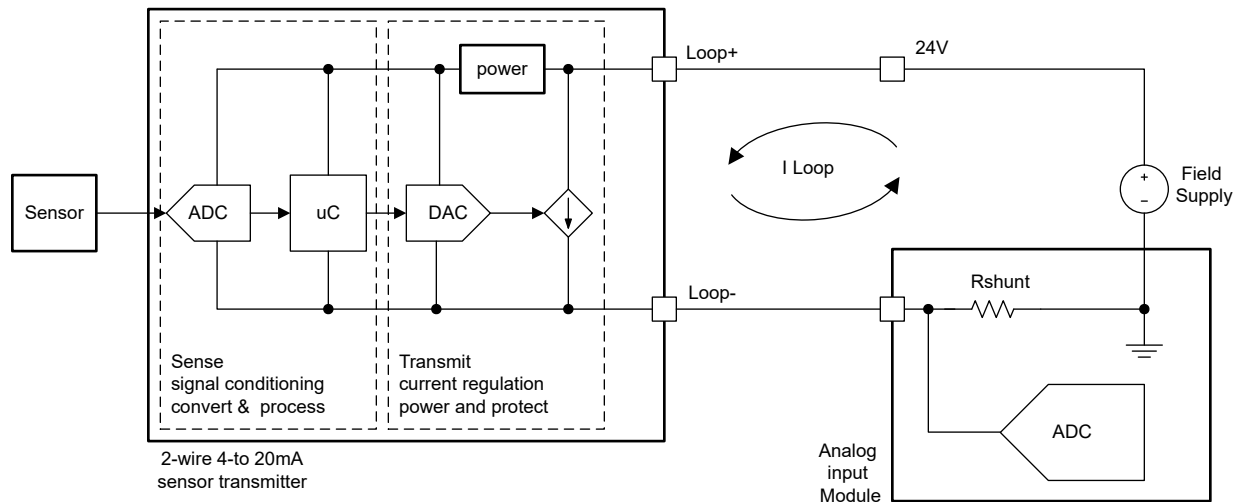 Loop+
24V
power
I Loop
Sensor
ADC
uC
DAC
+
–
Field
Supply
Loop-
Rshunt
Sense
signal conditioning
convert & process
Transmit
current regulation
power and protect
ADC
2-wire 4-to 20mA
sensor transmitter
Analog
input
Module